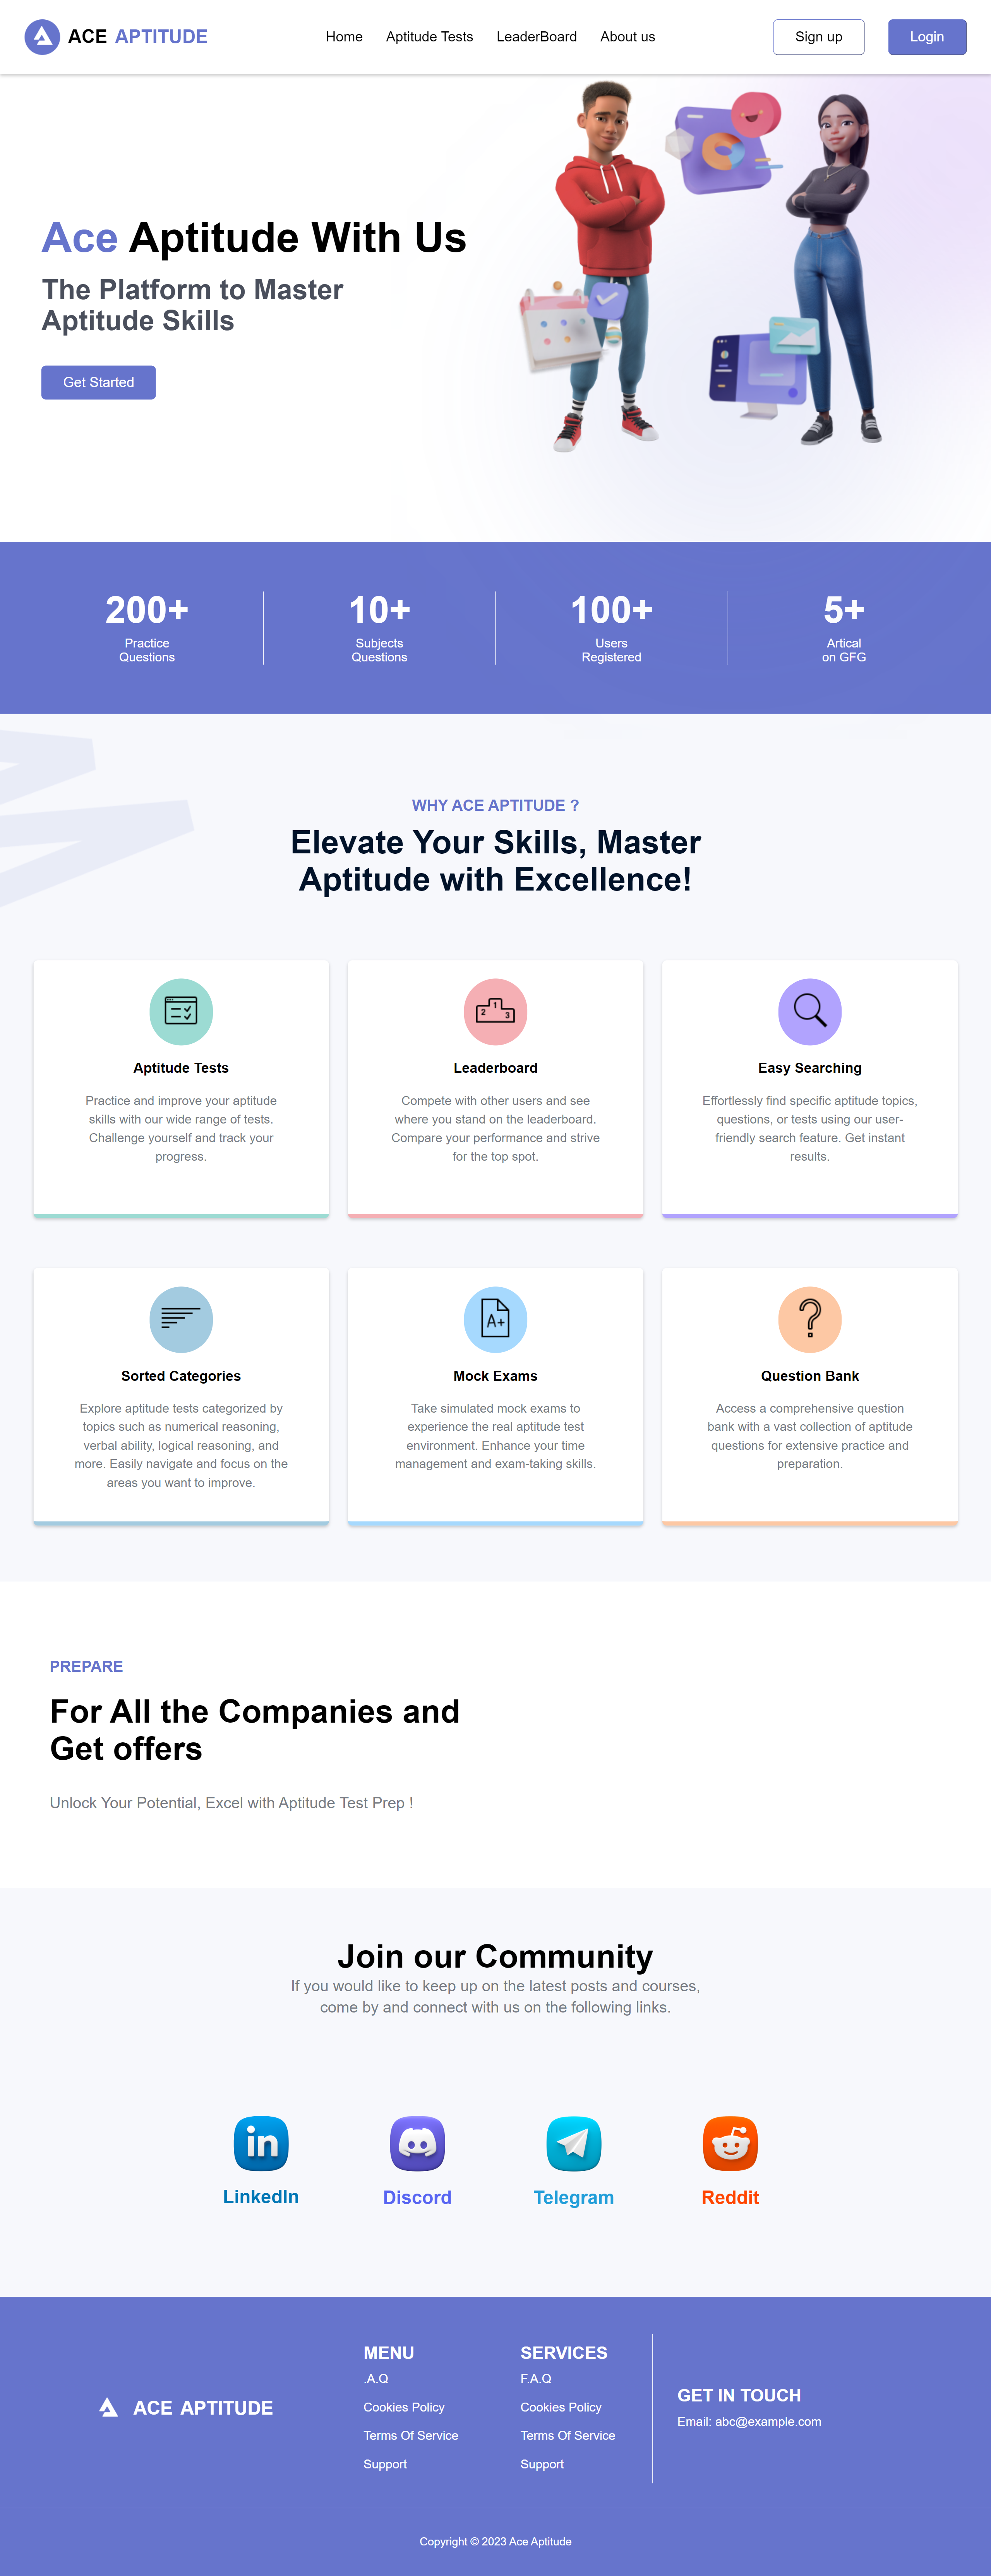 ACE APTITUDE
Home Aptitude Tests LeaderBoard About us
Sign up Login
Ace Aptitude With Us
The Platform to Master
Aptitude Skills
Get Started
200+
Practice
Questions
10+
Subjects
Questions
100+
Users
Registered
5+
Artical
on GFG
WHY ACE APTITUDE ?
Elevate Your Skills, Master
Aptitude with Excellence!
Aptitude Tests
Practice and improve your aptitude
skills with our wide range of tests.
Challenge yourself and track your
progress.
2 1 3
Leaderboard
Compete with other users and see
where you stand on the leaderboard.
Compare your performance and strive
for the top spot.
Easy Searching
Effortlessly find specific aptitude topics,
questions, or tests using our user-
friendly search feature. Get instant
results.
Sorted Categories
Explore aptitude tests categorized by
topics such as numerical reasoning,
verbal ability, logical reasoning, and
more. Easily navigate and focus on the
areas you want to improve.
A+
Mock Exams
Take simulated mock exams to
experience the real aptitude test
environment. Enhance your time
management and exam-taking skills.
?
Question Bank
Access a comprehensive question
bank with a vast collection of aptitude
questions for extensive practice and
preparation.
PREPARE
For All the Companies and
Get offers
Unlock Your Potential, Excel with Aptitude Test Prep !
Join our Community
If you would like to keep up on the latest posts and courses,
come by and connect with us on the following links.
in
LinkedIn
Discord
Telegram
Reddit
ACE APTITUDE
MENU
.A.Q
Cookies Policy
Terms Of Service
Support
SERVICES
F.A.Q
Cookies Policy
Terms Of Service
Support
GET IN TOUCH
Email: abc@example.com
Copyright © 2023 Ace Aptitude